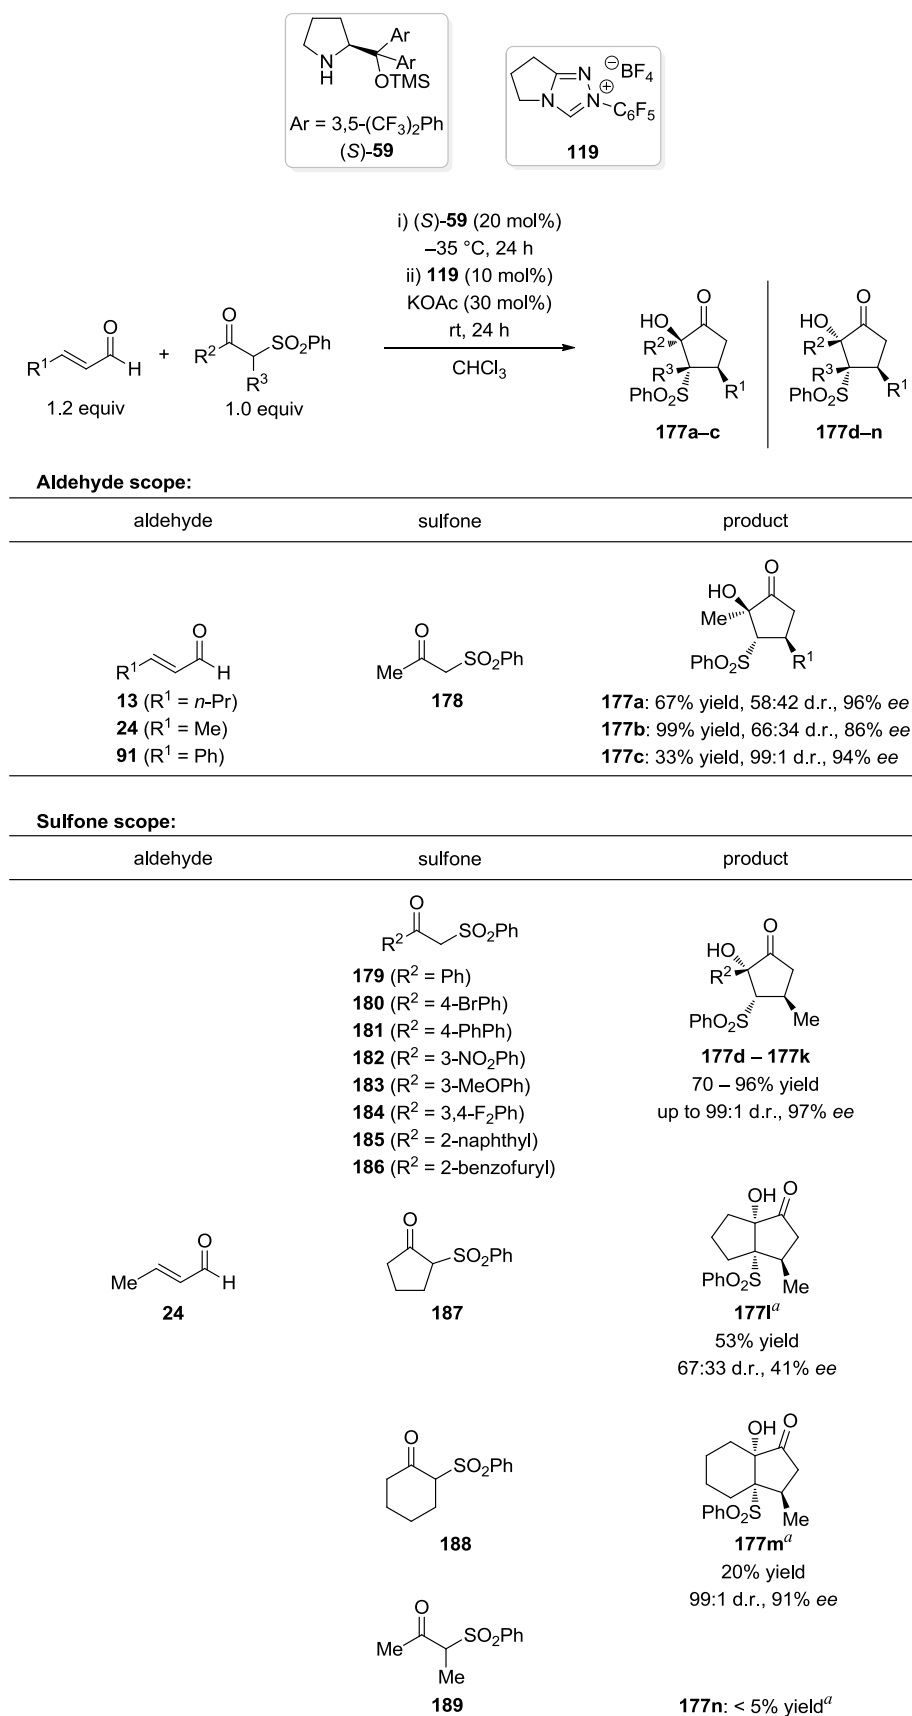 Ar
N
H
Ar
OTMS
Ar = 3,5-(CF3)2Ph
(S)-59
N
⊖BF4
N
⊕
N
C6F5
119
i) (S)-59 (20 mol%)
–35 °C, 24 h
ii) 119 (10 mol%)
KOAc (30 mol%)
rt, 24 h
CHCl3
O
R1
H
1.2 equiv
+
O
R2
SO2Ph
R3
1.0 equiv
O
HO
R2
R3
PhO2S
R1
177a–c
O
HO
R2
R3
PhO2S
R1
177d–n
Aldehyde scope:
aldehyde sulfone product
O
R1
H
13 (R1 = n-Pr)
24 (R1 = Me)
91 (R1 = Ph)
O
Me
SO2Ph
178
O
HO
Me
PhO2S
R1
177a: 67% yield, 58:42 d.r., 96% ee
177b: 99% yield, 66:34 d.r., 86% ee
177c: 33% yield, 99:1 d.r., 94% ee
Sulfone scope:
aldehyde sulfone product
O
R2
SO2Ph
179 (R2 = Ph)
180 (R2 = 4-BrPh)
181 (R2 = 4-PhPh)
182 (R2 = 3-NO2Ph)
183 (R2 = 3-MeOPh)
184 (R2 = 3,4-F2Ph)
185 (R2 = 2-naphthyl)
186 (R2 = 2-benzofuryl)
O
HO
R2
PhO2S
Me
177d – 177k
70 – 96% yield
up to 99:1 d.r., 97% ee
O
Me
H
24
O
SO2Ph
187
OH
O
PhO2S
Me
177l a
53% yield
67:33 d.r., 41% ee
O
SO2Ph
188
OH
O
PhO2S
Me
177m a
20% yield
99:1 d.r., 91% ee
O
Me
SO2Ph
Me
189
177n: < 5% yield a